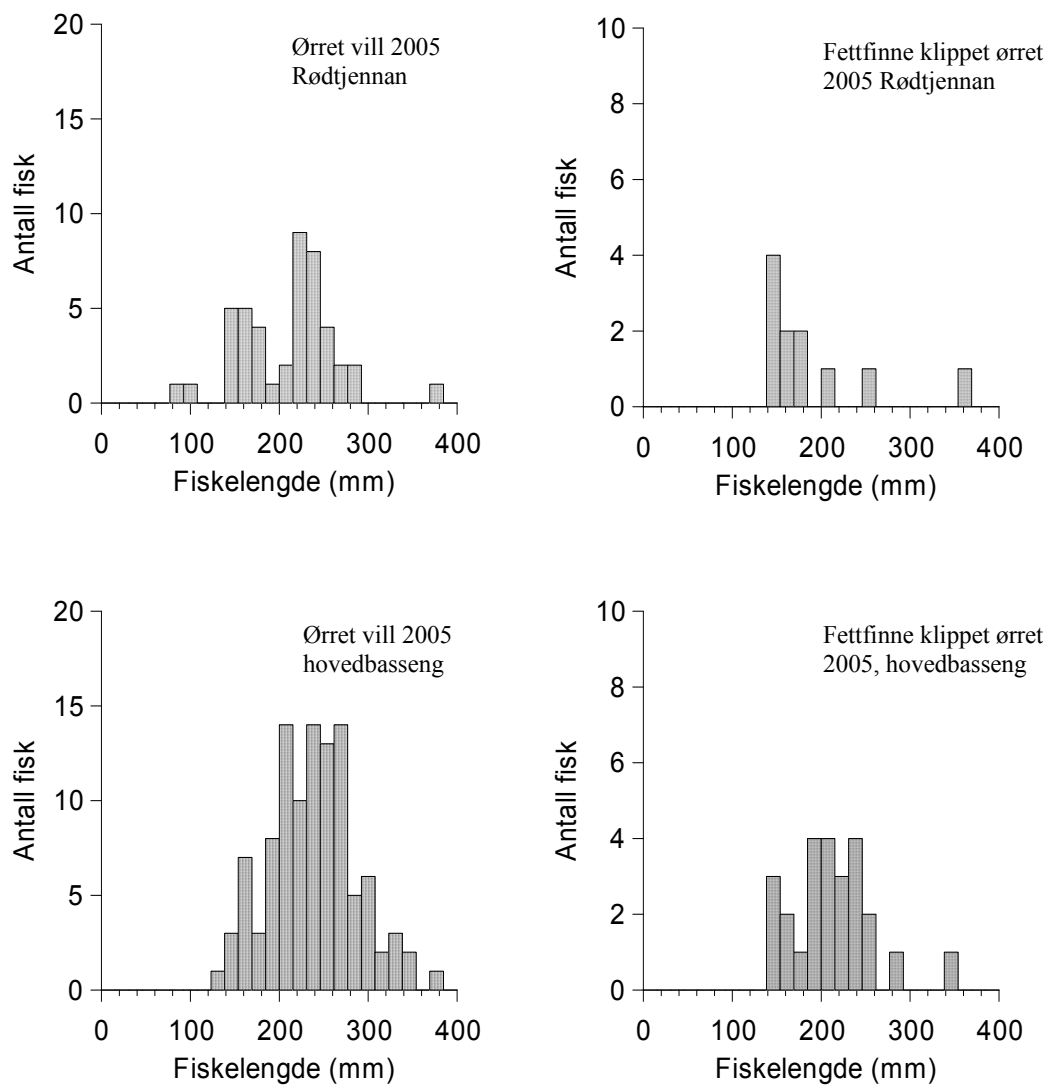 Ørret vill 2005
Rødtjennan
20
15
10
5
0
Antall fisk
0 100 200 300 400
Fiskelengde (mm)
Fettfinne klippet ørret
2005 Rødtjennan
10
8
6
4
2
0
Antall fisk
0 100 200 300 400
Fiskelengde (mm)
Ørret vill 2005
hovedbasseng
20
15
10
5
0
Antall fisk
0 100 200 300 400
Fiskelengde (mm)
Fettfinne klippet ørret
2005, hovedbasseng
10
8
6
4
2
0
Antall fisk
0 100 200 300 400
Fiskelengde (mm)